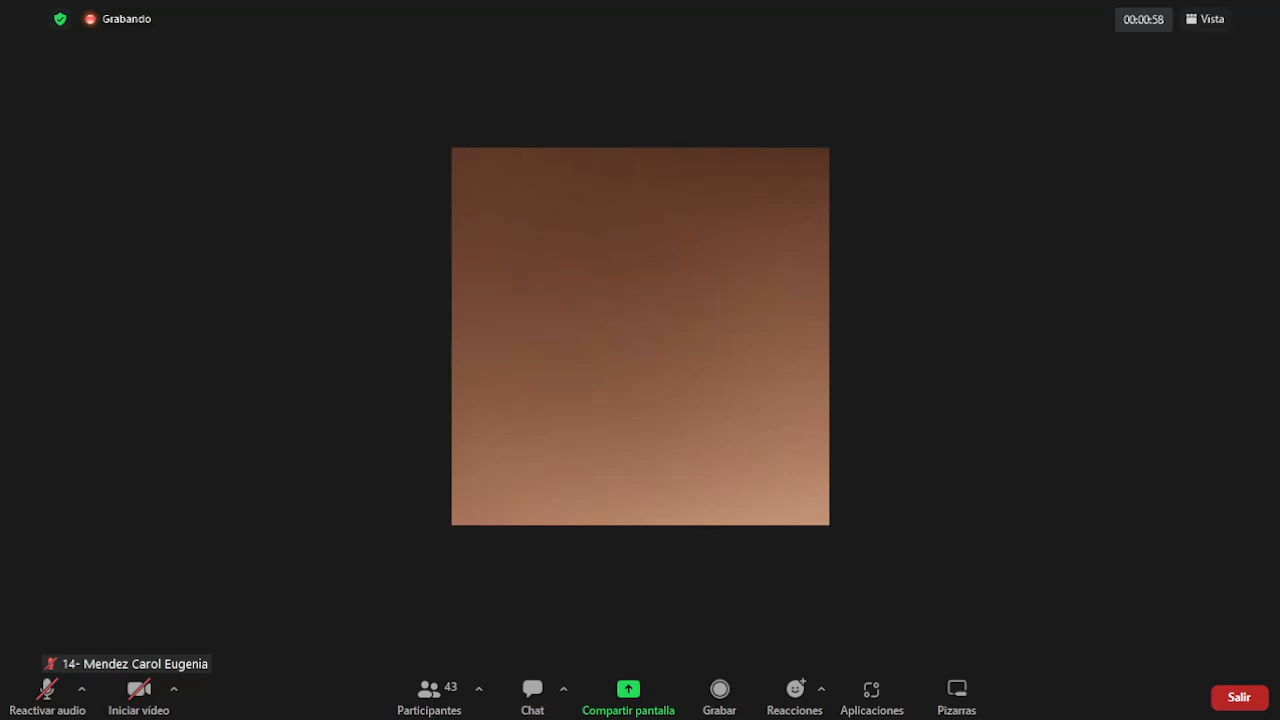 Grabando
00:00:58
Vista
14- Mendez Carol Eugenia
43
Reactivar audio
Iniciar video
Participantes
Chat
Compartir pantalla
Grabar
Reacciones
Aplicaciones
Pizarras
Salir